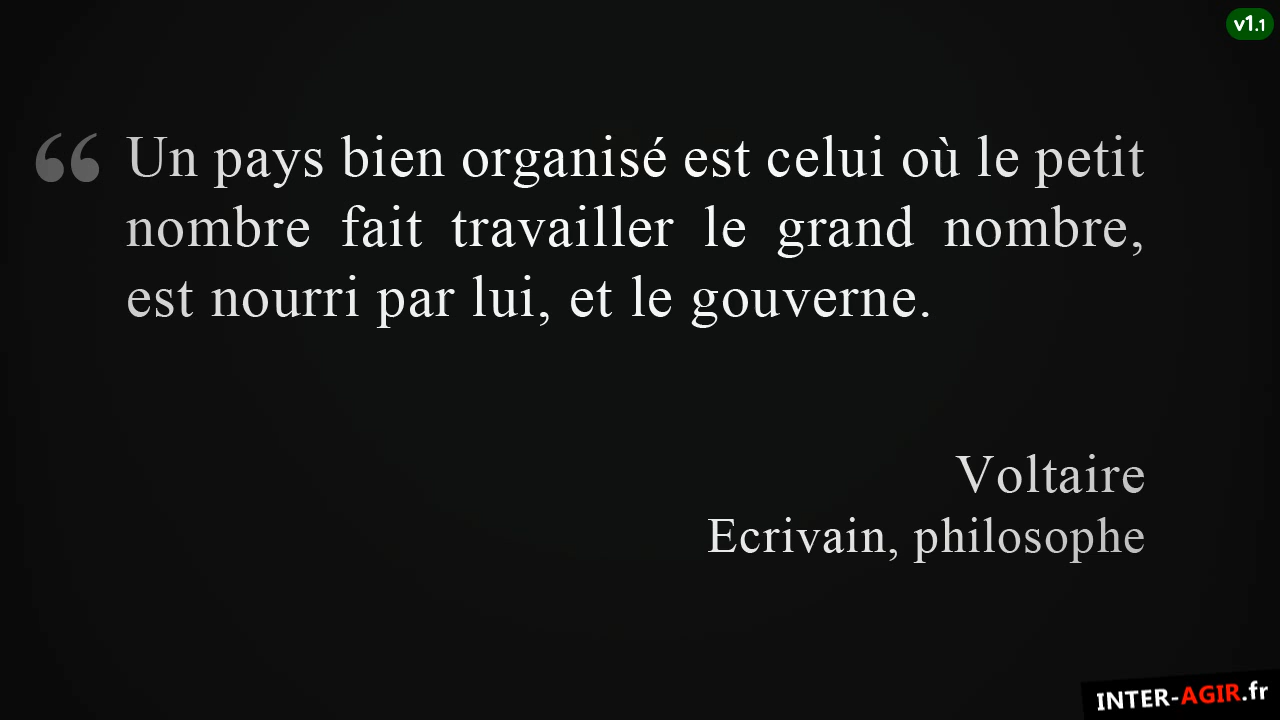 v1.1
“ Un pays bien organisé est celui où le petit
nombre fait travailler le grand nombre,
est nourri par lui, et le gouverne.
Voltaire
Ecrivain, philosophe
INTER-AGIR.fr